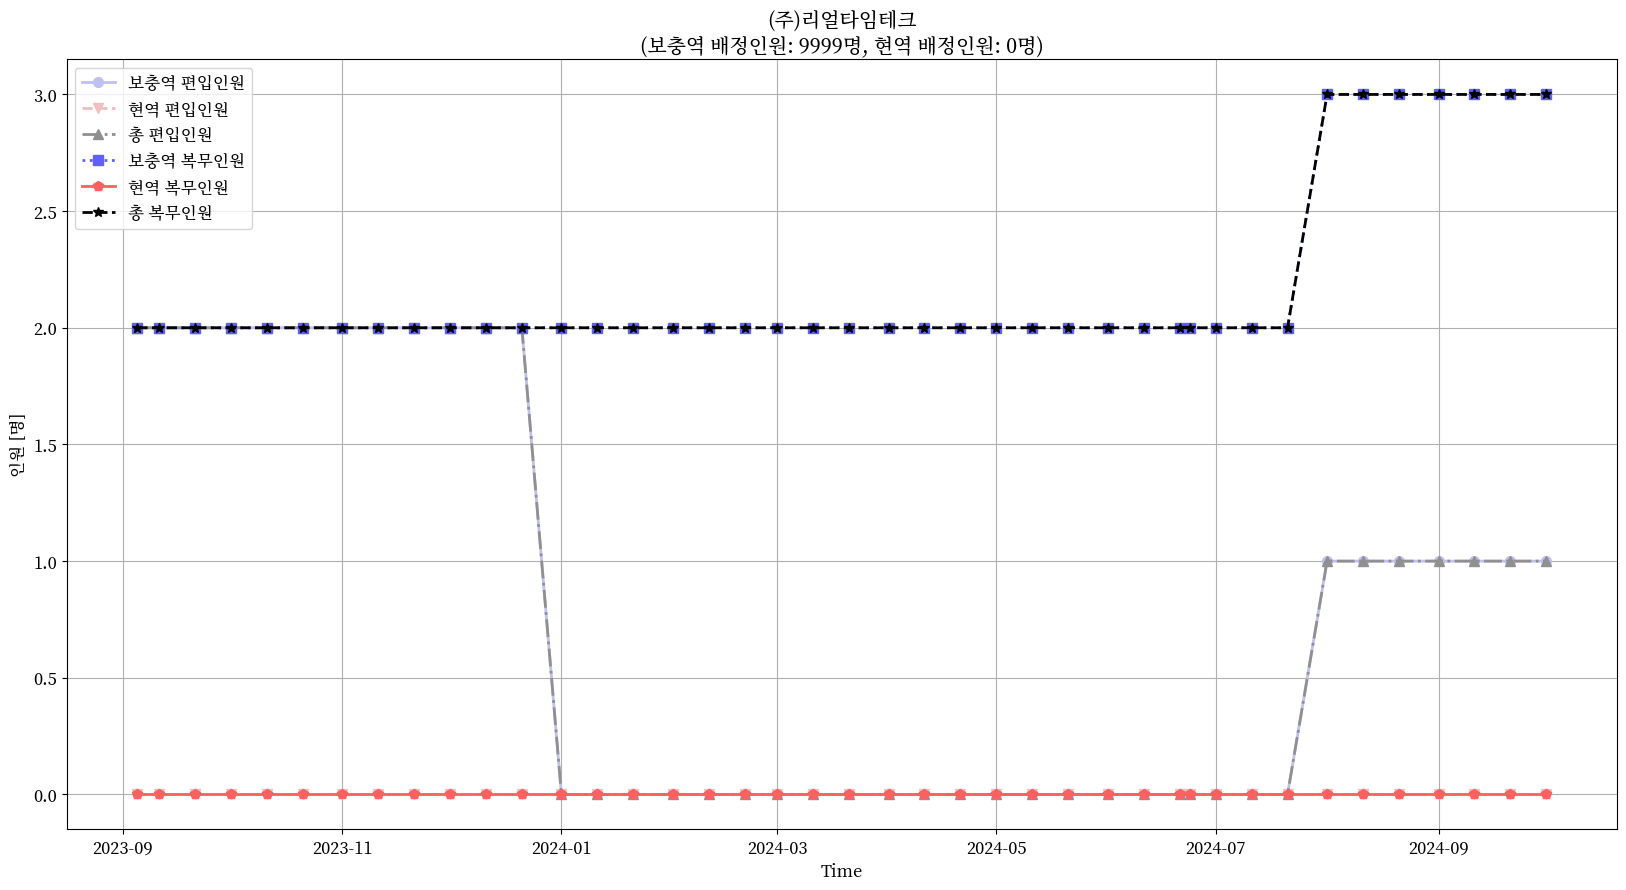 (주)리얼타임테크
(보충역 배정인원: 9999명, 현역 배정인원: 0명)
보충역 편입인원
현역 편입인원
총 편입인원
보충역 복무인원
현역 복무인원
총 복무인원
3.0
2.5
2.0
1.5
1.0
0.5
0.0
인원 [명]
2023-09
2023-11
2024-01
2024-03
2024-05
2024-07
2024-09
Time